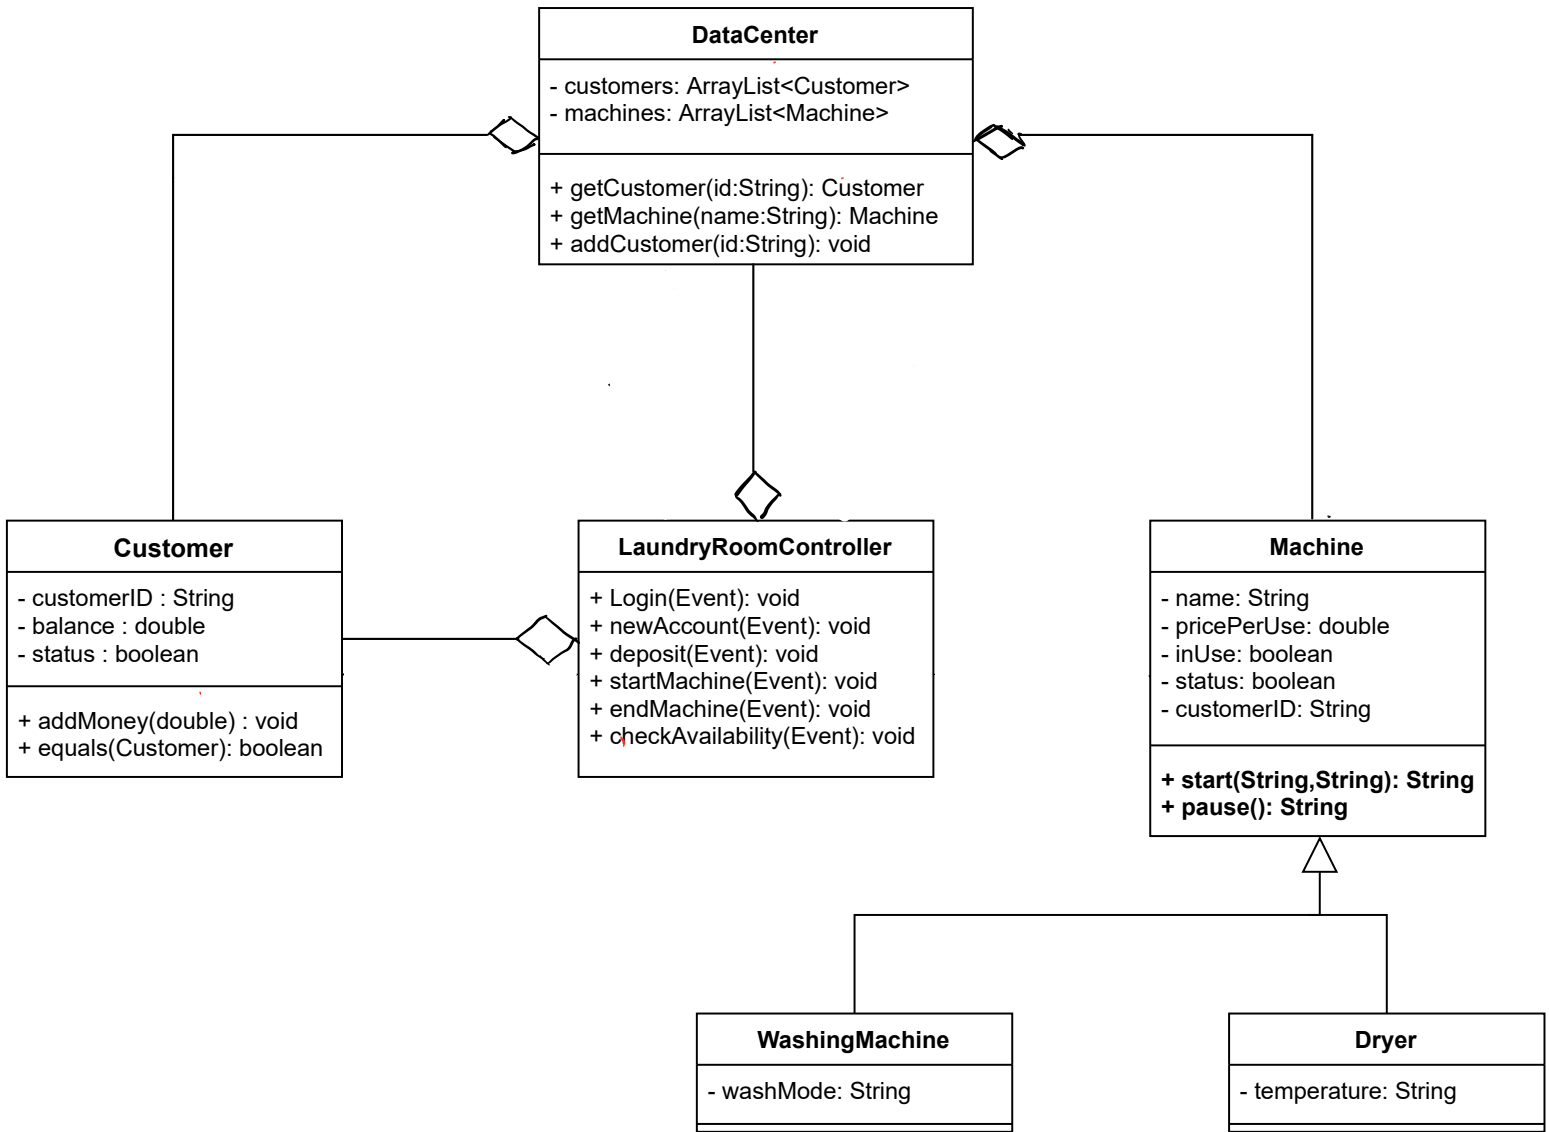 DataCenter
- customers: ArrayList<Customer>
- machines: ArrayList<Machine>
+ getCustomer(id:String): Customer
+ getMachine(name:String): Machine
+ addCustomer(id:String): void
Customer
- customerID : String
- balance : double
- status : boolean
+ addMoney(double) : void
+ equals(Customer): boolean
LaundryRoomController
+ Login(Event): void
+ newAccount(Event): void
+ deposit(Event): void
+ startMachine(Event): void
+ endMachine(Event): void
+ checkAvailability(Event): void
Machine
- name: String
- pricePerUse: double
- inUse: boolean
- status: boolean
- customerID: String
+ start(String,String): String
+ pause(): String
WashingMachine
- washMode: String
Dryer
- temperature: String